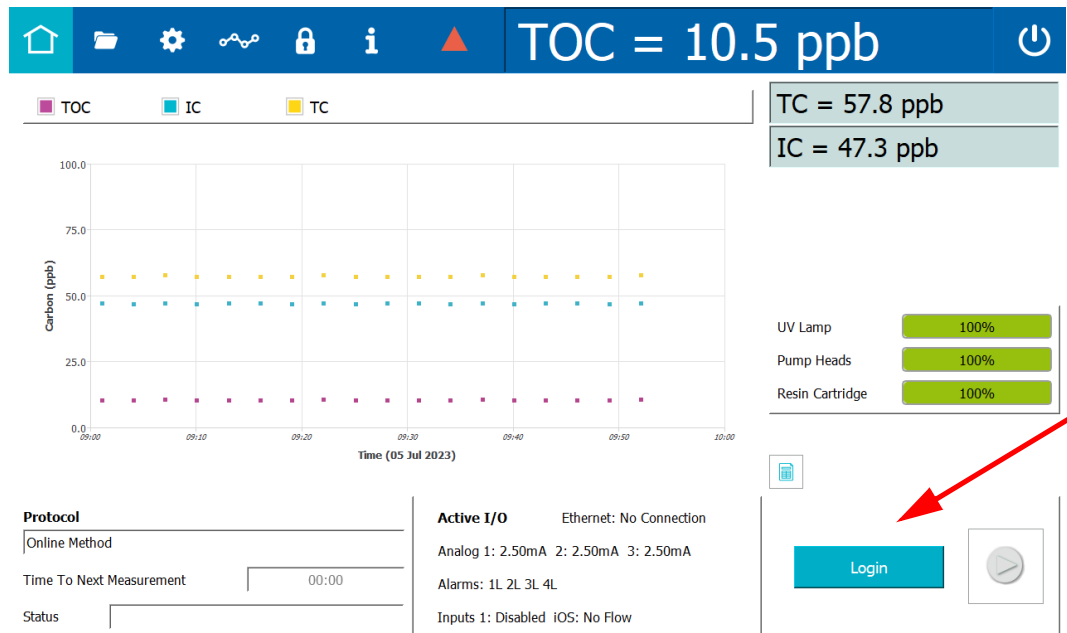 TOC = 10.5 ppb
TOC IC TC
TC = 57.8 ppb
IC = 47.3 ppb
100.0
75.0
50.0
25.0
0.0
Carbon (ppb)
09:00 09:10 09:20 09:30 09:40 09:50 10:00
Time (05 Jul 2023)
UV Lamp 100%
Pump Heads 100%
Resin Cartridge 100%
Protocol
Online Method
Time To Next Measurement 00:00
Status
Active I/O Ethernet: No Connection
Analog 1: 2.50mA 2: 2.50mA 3: 2.50mA
Alarms: 1L 2L 3L 4L
Inputs 1: Disabled iOS: No Flow
Login